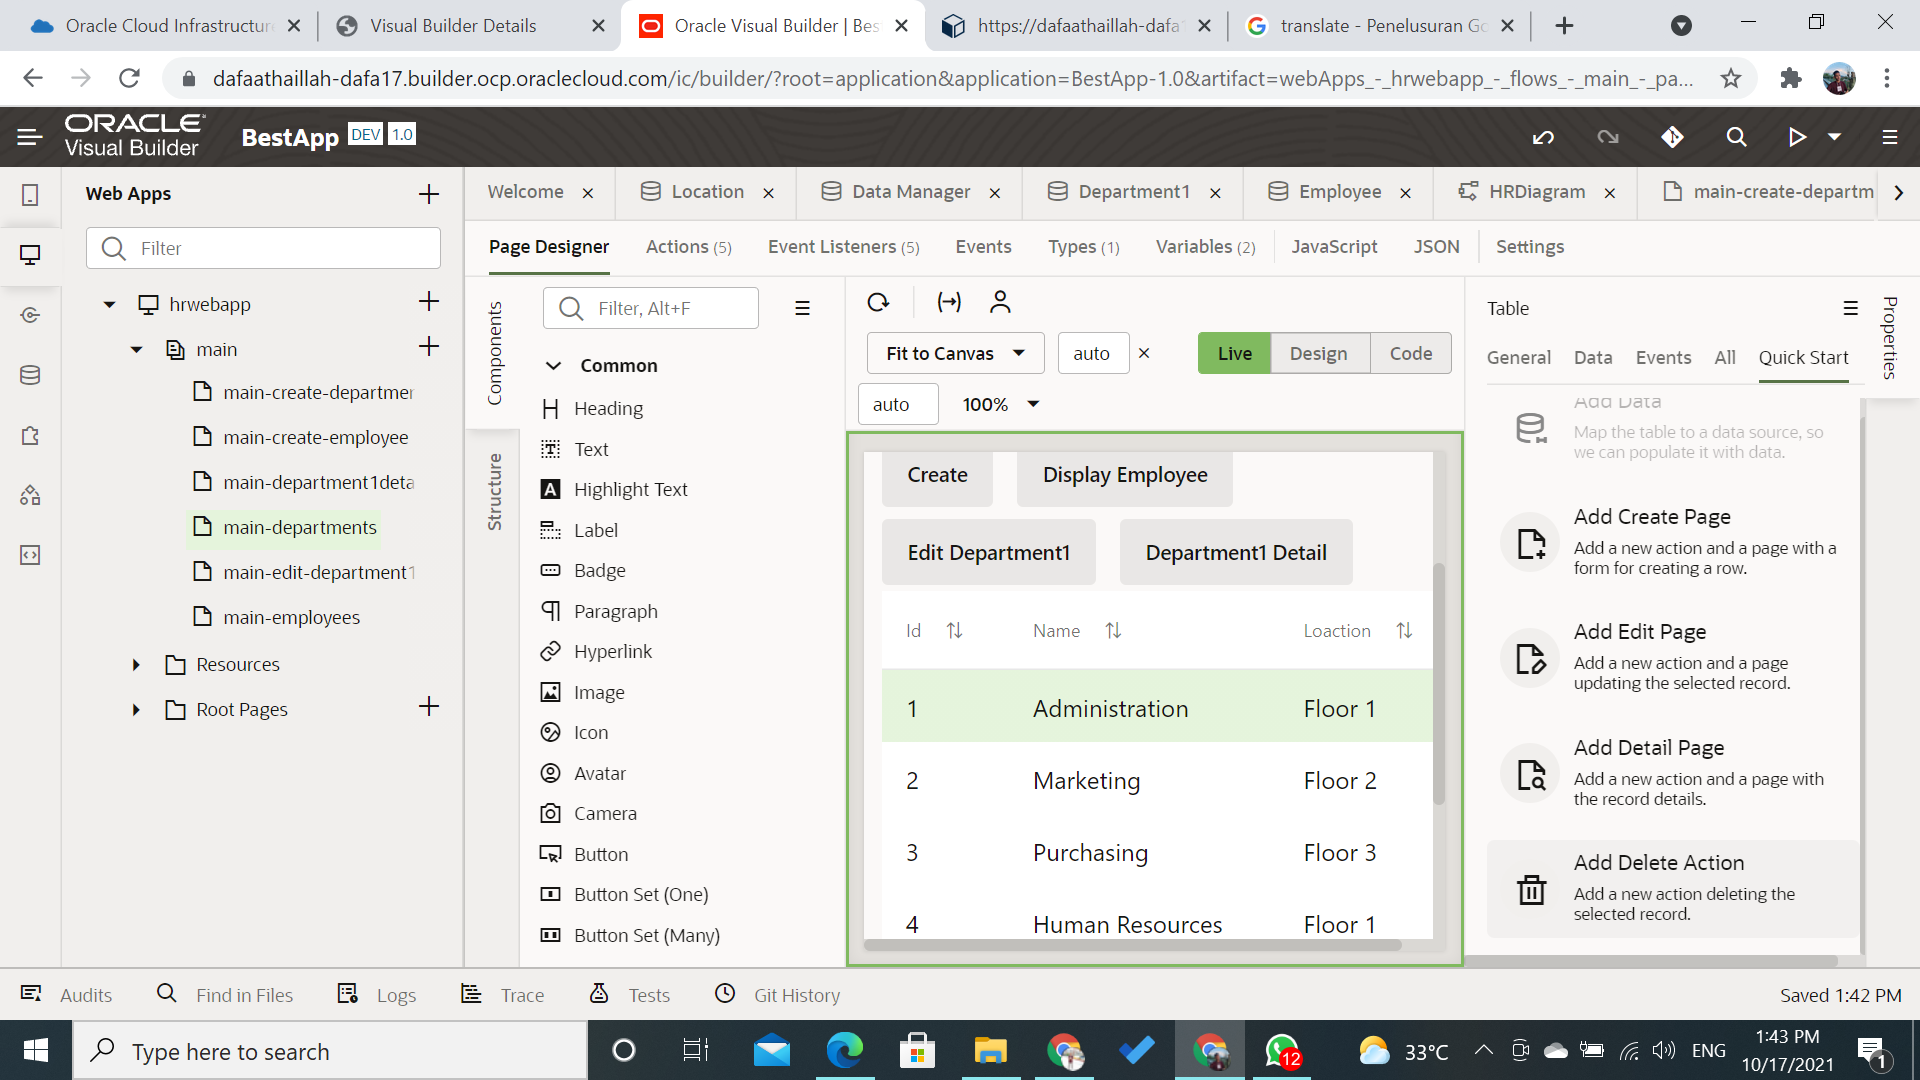 Oracle Cloud Infrastructure
Visual Builder Details
Oracle Visual Builder | Bes
https://dafaathaillah-dafa1
translate - Penelusuran Go
dafaathaillah-dafa17.builder.ocp.oraclecloud.com/ic/builder/?root=application&application=BestApp-1.0&artifact=webApps_-_hrwebapp_-_flows_-_main_-_pa...
ORACLE
Visual Builder
BestApp DEV 1.0
Web Apps
Welcome
Location
Data Manager
Department1
Employee
HRDiagram
main-create-departm
Filter
Page Designer
Actions (5)
Event Listeners (5)
Events
Types (1)
Variables (2)
JavaScript
JSON
Settings
hrwebapp
main
main-create-departmer
main-create-employee
main-department1deta
main-departments
main-edit-department1
main-employees
Resources
Root Pages
Components
Structure
Filter, Alt+F
Common
Heading
Text
Highlight Text
Label
Badge
Paragraph
Hyperlink
Image
Icon
Avatar
Camera
Button
Button Set (One)
Button Set (Many)
Fit to Canvas
auto
Live
Design
Code
auto
100%
Create
Display Employee
Edit Department1
Department1 Detail
Id Name Loaction
1 Administration Floor 1
2 Marketing Floor 2
3 Purchasing Floor 3
4 Human Resources Floor 1
Table
Properties
General
Data
Events
All
Quick Start
Add Data
Map the table to a data source, so
we can populate it with data.
Add Create Page
Add a new action and a page with a
form for creating a row.
Add Edit Page
Add a new action and a page
updating the selected record.
Add Detail Page
Add a new action and a page with
the record details.
Add Delete Action
Add a new action deleting the
selected record.
Audits
Find in Files
Logs
Trace
Tests
Git History
Saved 1:42 PM
Type here to search
12
33°C
ENG
1:43 PM
10/17/2021
1